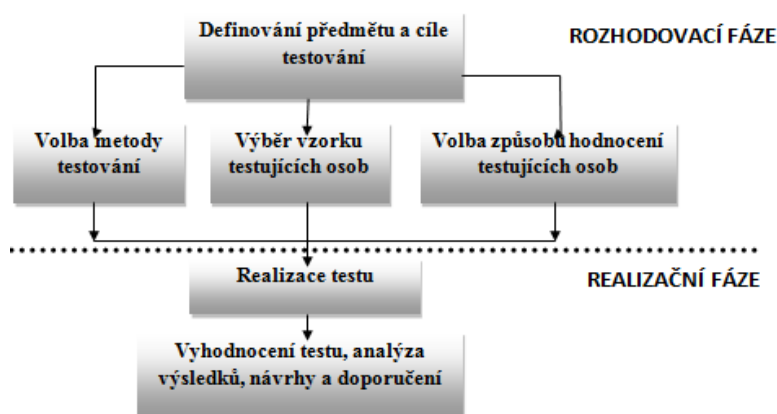 Definování předmětu a cíle
testování
ROZHODOVACÍ FÁZE
Volba metody
testování
Výběr vzorku
testujících osob
Volba způsobu hodnocení
testujících osob
Realizace testu
REALIZAČNÍ FÁZE
Vyhodnocení testu, analýza
výsledků, návrhy a doporučení